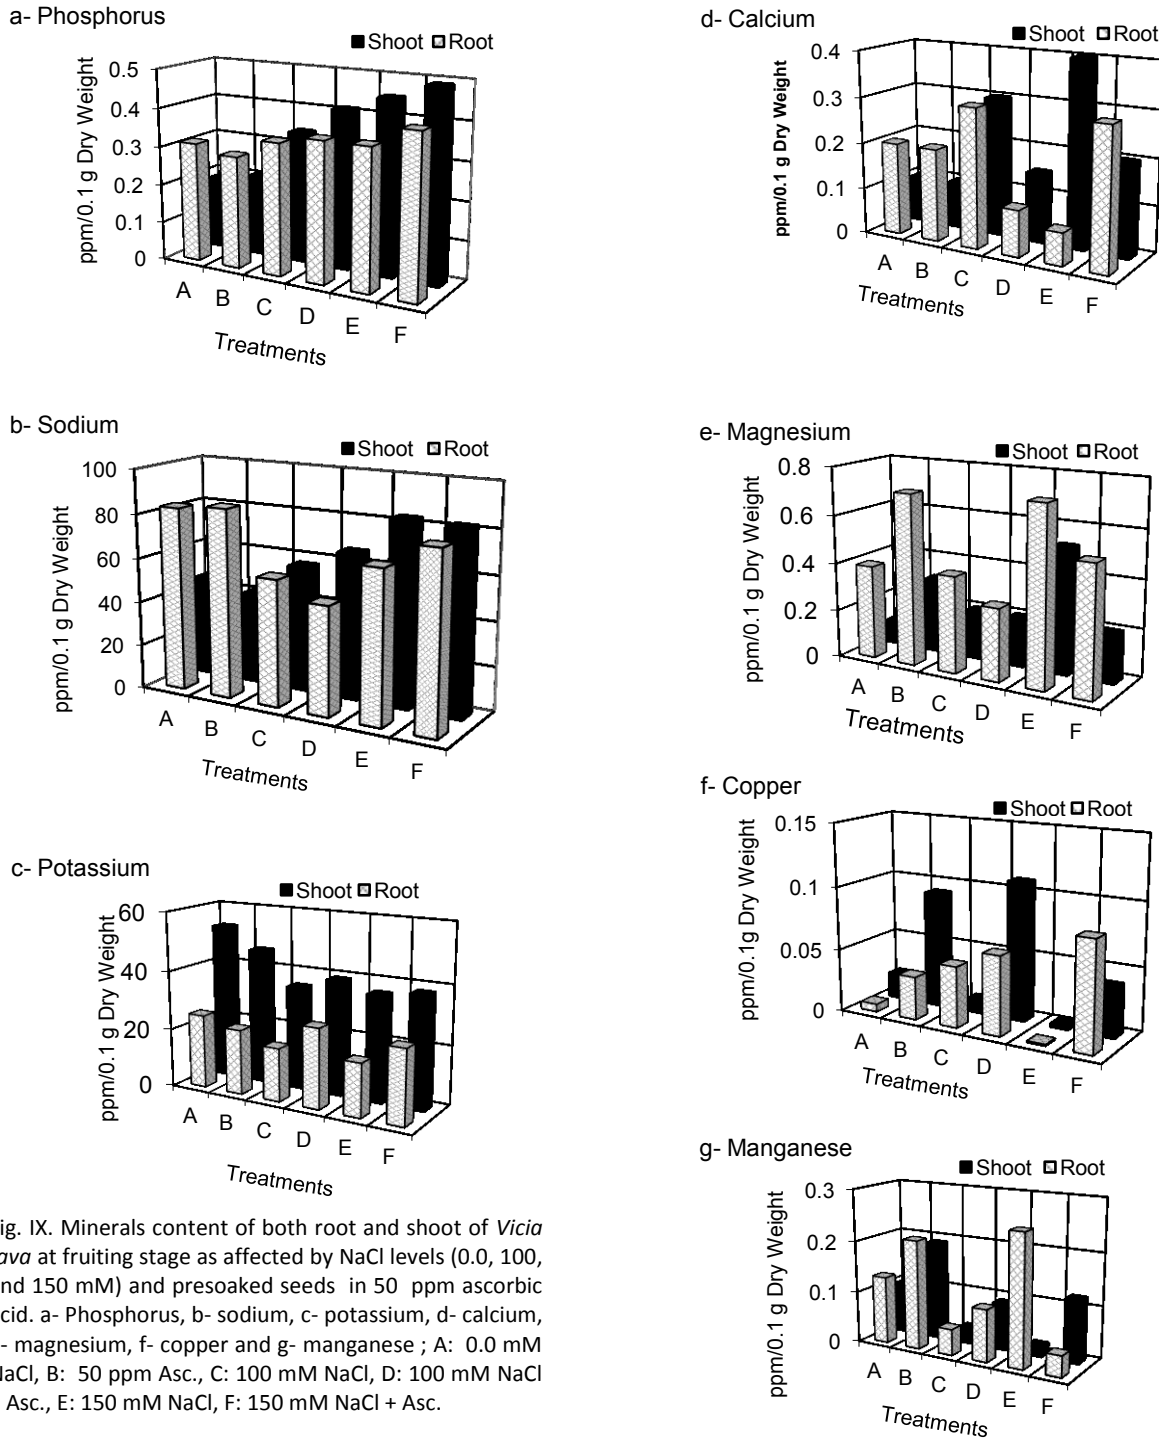 a- Phosphorus
Shoot Root
ppm/0.1 g Dry Weight
0.5
0.4
0.3
0.2
0.1
0
A B C D E F
Treatments
b- Sodium
Shoot Root
ppm/0.1 g Dry Weight
100
80
60
40
20
0
A B C D E F
Treatments
c- Potassium
Shoot Root
ppm/0.1 g Dry Weight
60
40
20
0
A B C D E F
Treatments
ig. IX. Minerals content of both root and shoot of Vicia
ava at fruiting stage as affected by NaCl levels (0.0, 100,
nd 150 mM) and presoaked seeds in 50 ppm ascorbic
cid. a- Phosphorus, b- sodium, c- potassium, d- calcium,
- magnesium, f- copper and g- manganese ; A: 0.0 mM
NaCl, B: 50 ppm Asc., C: 100 mM NaCl, D: 100 mM NaCl
Asc., E: 150 mM NaCl, F: 150 mM NaCl + Asc.
d- Calcium
Shoot Root
ppm/0.1 g Dry Weight
0.4
0.3
0.2
0.1
0
A B C D E F
Treatments
e- Magnesium
Shoot Root
ppm/0.1 g Dry Weight
0.8
0.6
0.4
0.2
0
A B C D E F
Treatments
f- Copper
Shoot Root
ppm/0.1g Dry Weight
0.15
0.1
0.05
0
A B C D E F
Treatments
g- Manganese
Shoot Root
ppm/0.1 g Dry Weight
0.3
0.2
0.1
0
A B C D E F
Treatments